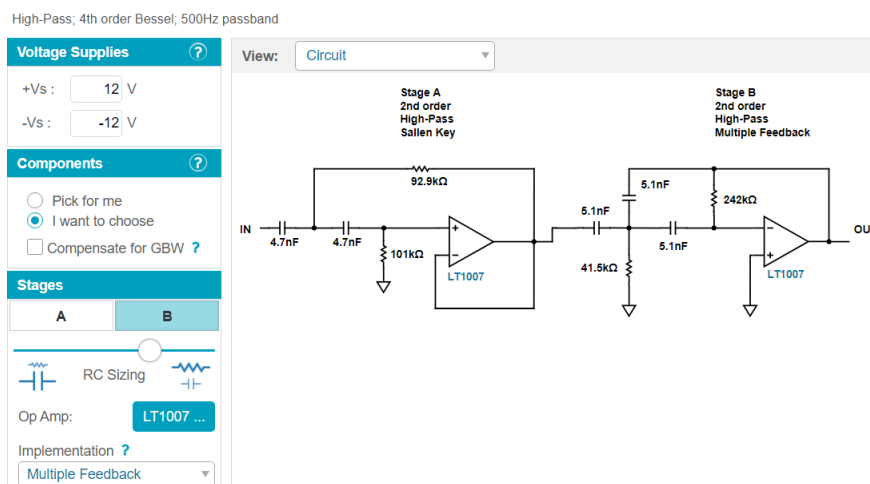 High-Pass; 4th order Bessel; 500Hz passband
Voltage Supplies ?
+Vs : 12 V
-Vs : -12 V
Components ?
Pick for me
I want to choose
Compensate for GBW ?
Stages
A B
RC Sizing
Op Amp: LT1007 ...
Implementation ?
Multiple Feedback
View: Circuit
Stage A
2nd order
High-Pass
Sallen Key
Stage B
2nd order
High-Pass
Multiple Feedback
92.9kΩ
IN
4.7nF
4.7nF
101kΩ
+
-
LT1007
5.1nF
5.1nF
242kΩ
5.1nF
41.5kΩ
-
+
LT1007
OU